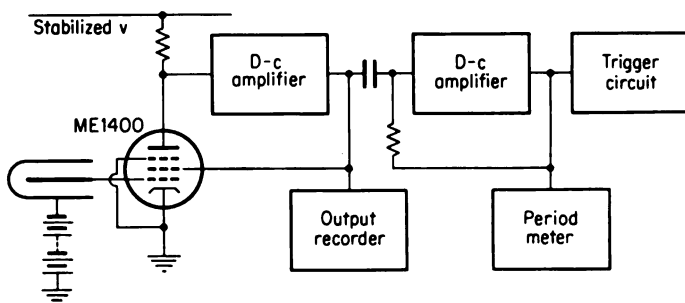 Stabilized v
D-c
amplifier
D-c
amplifier
Trigger
circuit
ME1400
Output
recorder
Period
meter